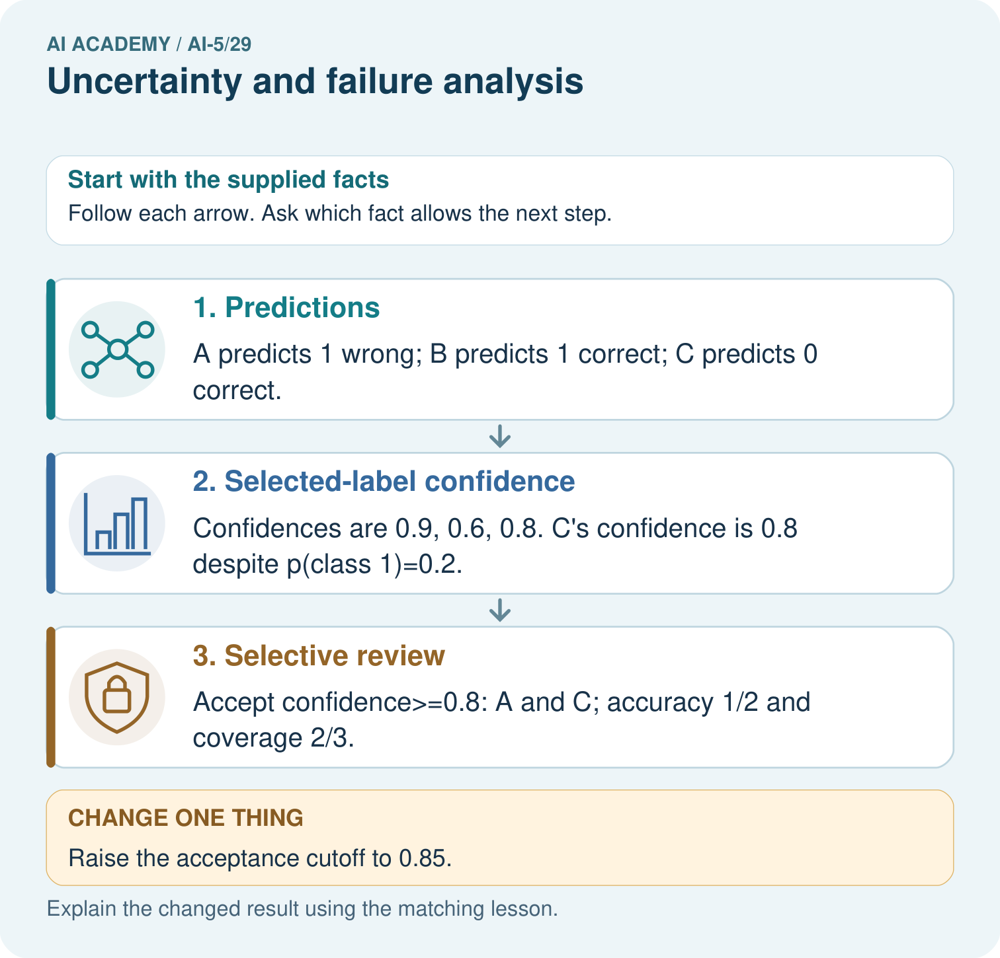 AI ACADEMY / AI-5/29
Uncertainty and failure analysis
Start with the supplied facts
Follow each arrow. Ask which fact allows the next step.
1. Predictions
A predicts 1 wrong; B predicts 1 correct; C predicts 0
correct.
2. Selected-label confidence
Confidences are 0.9, 0.6, 0.8. C's confidence is 0.8
despite p(class 1)=0.2.
3. Selective review
Accept confidence>=0.8: A and C; accuracy 1/2 and
coverage 2/3.
CHANGE ONE THING
Raise the acceptance cutoff to 0.85.
Explain the changed result using the matching lesson.